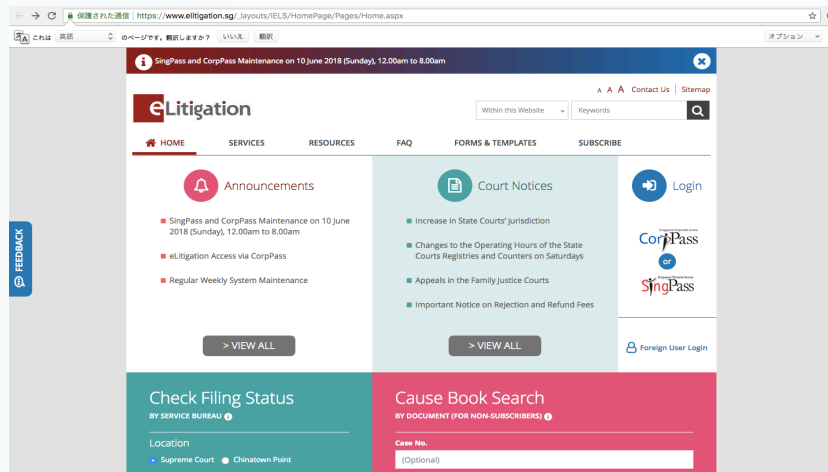 保護された通信 | https://www.elitigation.sg/_layouts/IELS/HomePage/Pages/Home.aspx
これは 英語 のページです。翻訳しますか？ いいえ 翻訳 オプション
SingPass and CorpPass Maintenance on 10 June 2018 (Sunday), 12.00am to 8.00am
A A A Contact Us | Sitemap
eLitigation
Within this Website Keywords
HOME SERVICES RESOURCES FAQ FORMS & TEMPLATES SUBSCRIBE
Announcements
SingPass and CorpPass Maintenance on 10 June
2018 (Sunday), 12.00am to 8.00am
eLitigation Access via CorpPass
Regular Weekly System Maintenance
> VIEW ALL
Court Notices
Increase in State Courts' jurisdiction
Changes to the Operating Hours of the State
Courts Registries and Counters on Saturdays
Appeals in the Family Justice Courts
Important Notice on Rejection and Refund Fees
> VIEW ALL
Login
CorpPass
or
SingPass
Foreign User Login
FEEDBACK
Check Filing Status
BY SERVICE BUREAU
Location
Supreme Court Chinatown Point
Cause Book Search
BY DOCUMENT (FOR NON-SUBSCRIBERS)
Case No.
(Optional)